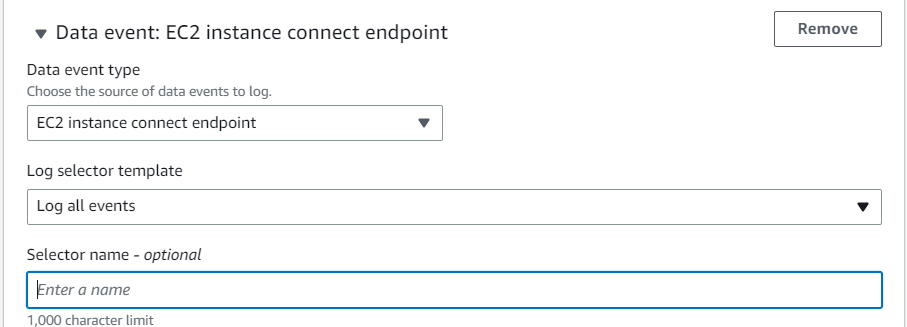 Data event: EC2 instance connect endpoint
Remove
Data event type
Choose the source of data events to log.
EC2 instance connect endpoint
Log selector template
Log all events
Selector name - optional
Enter a name
1,000 character limit